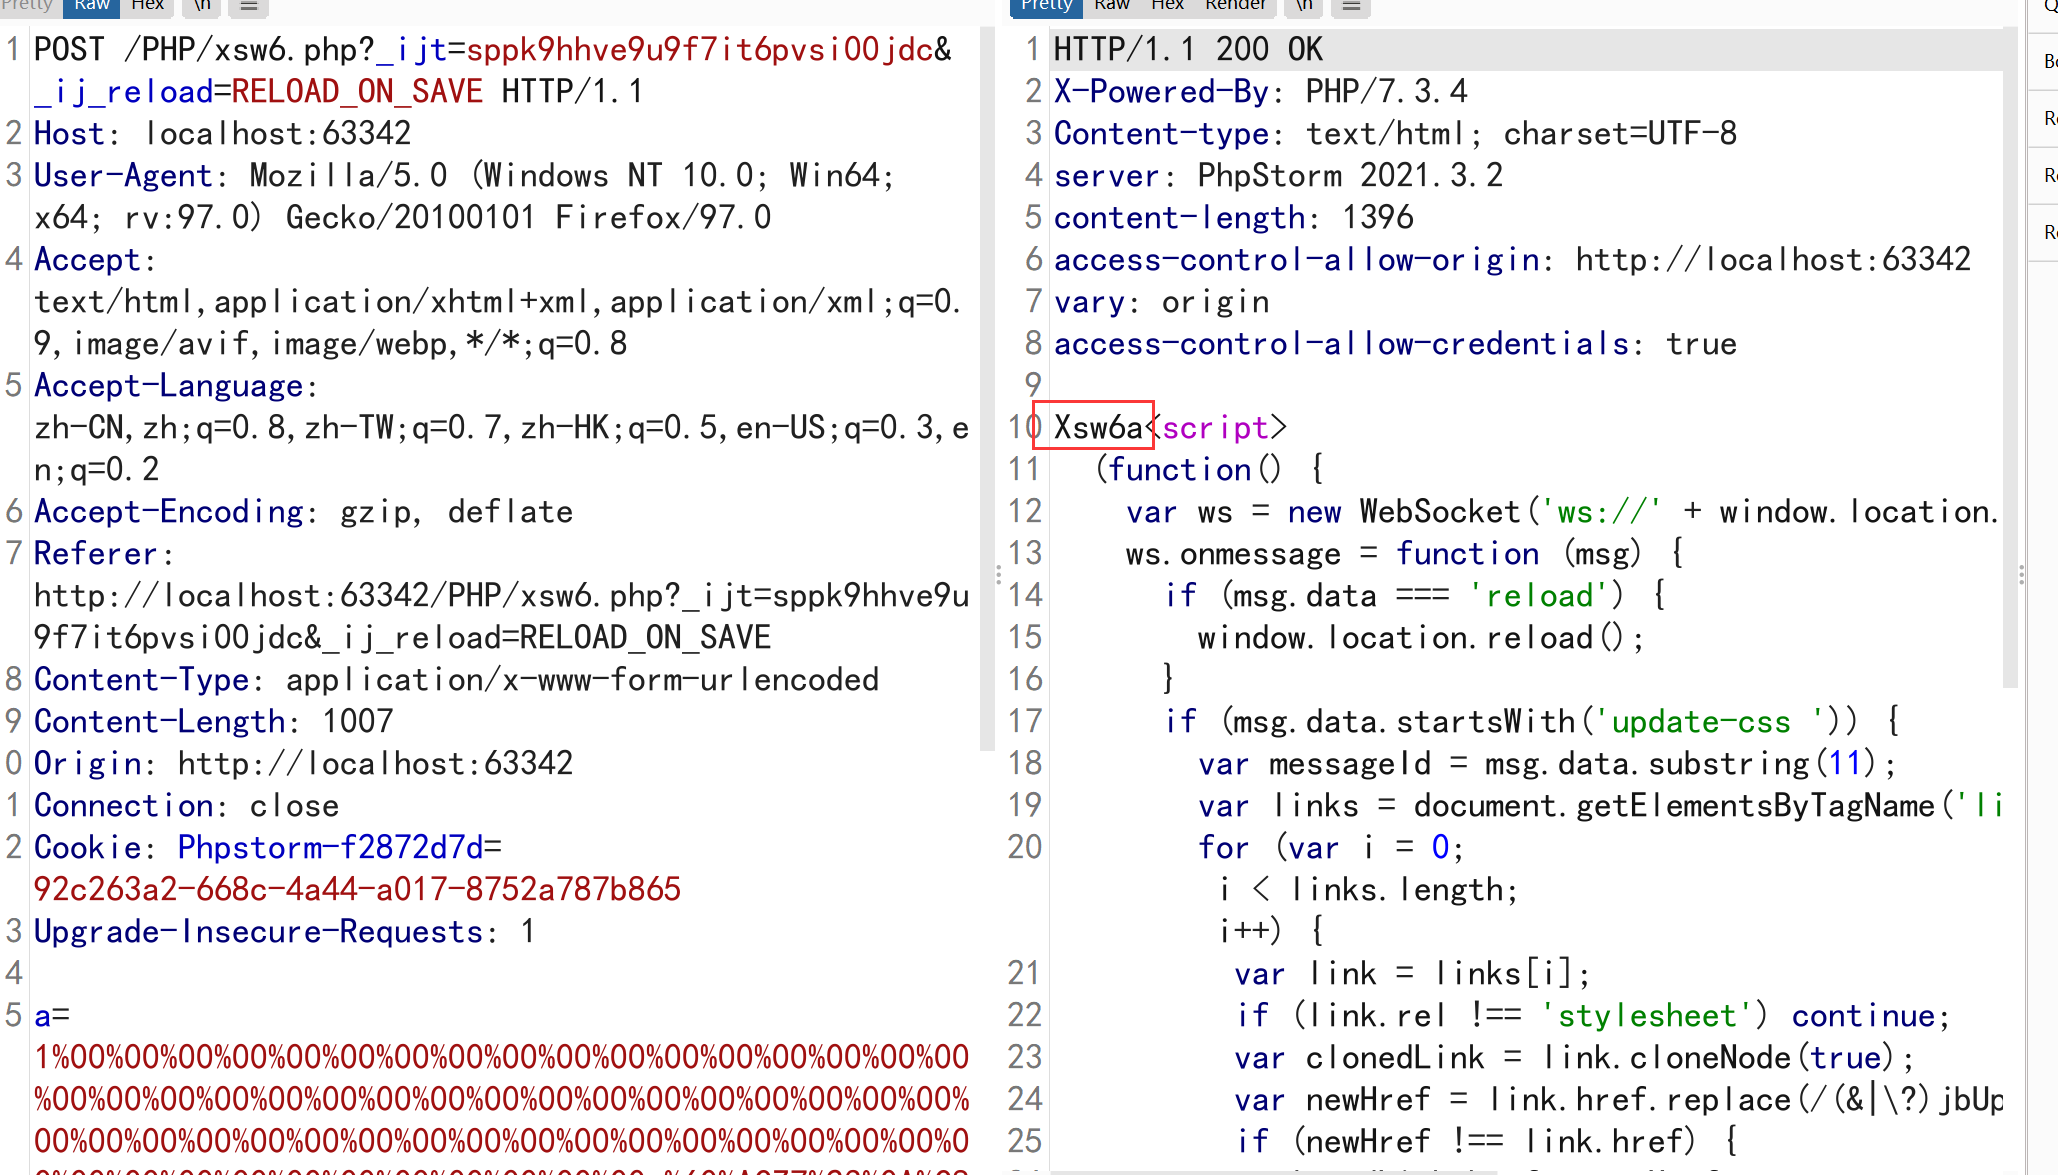 Pretty Raw Hex \n
1 POST /PHP/xsw6.php?_ijt=sppk9hhve9u9f7it6pvsi00jdc&
_ij_reload=RELOAD_ON_SAVE HTTP/1.1
2 Host: localhost:63342
3 User-Agent: Mozilla/5.0 (Windows NT 10.0; Win64;
x64; rv:97.0) Gecko/20100101 Firefox/97.0
4 Accept:
text/html,application/xhtml+xml,application/xml;q=0.
9,image/avif,image/webp,*/*;q=0.8
5 Accept-Language:
zh-CN,zh;q=0.8,zh-TW;q=0.7,zh-HK;q=0.5,en-US;q=0.3,e
n;q=0.2
6 Accept-Encoding: gzip, deflate
7 Referer:
http://localhost:63342/PHP/xsw6.php?_ijt=sppk9hhve9u
9f7it6pvsi00jdc&_ij_reload=RELOAD_ON_SAVE
8 Content-Type: application/x-www-form-urlencoded
9 Content-Length: 1007
0 Origin: http://localhost:63342
1 Connection: close
2 Cookie: Phpstorm-f2872d7d=
92c263a2-668c-4a44-a017-8752a787b865
3 Upgrade-Insecure-Requests: 1
4
5 a=
1%00%00%00%00%00%00%00%00%00%00%00%00%00%00%00%00%00
%00%00%00%00%00%00%00%00%00%00%00%00%00%00%00%00%00%
00%00%00%00%00%00%00%00%00%00%00%00%00%00%00%00%00%0
Pretty Raw Hex Render \n
1 HTTP/1.1 200 OK
2 X-Powered-By: PHP/7.3.4
3 Content-type: text/html; charset=UTF-8
4 server: PhpStorm 2021.3.2
5 content-length: 1396
6 access-control-allow-origin: http://localhost:63342
7 vary: origin
8 access-control-allow-credentials: true
9
10 Xsw6a<script>
11 (function() {
12 var ws = new WebSocket('ws://' + window.location.
13 ws.onmessage = function (msg) {
14 if (msg.data === 'reload') {
15 window.location.reload();
16 }
17 if (msg.data.startsWith('update-css ')) {
18 var messageId = msg.data.substring(11);
19 var links = document.getElementsByTagName('li
20 for (var i = 0;
i < links.length;
i++) {
21 var link = links[i];
22 if (link.rel !== 'stylesheet') continue;
23 var clonedLink = link.cloneNode(true);
24 var newHref = link.href.replace(/(&|\?)jbUp
25 if (newHref !== link.href) {